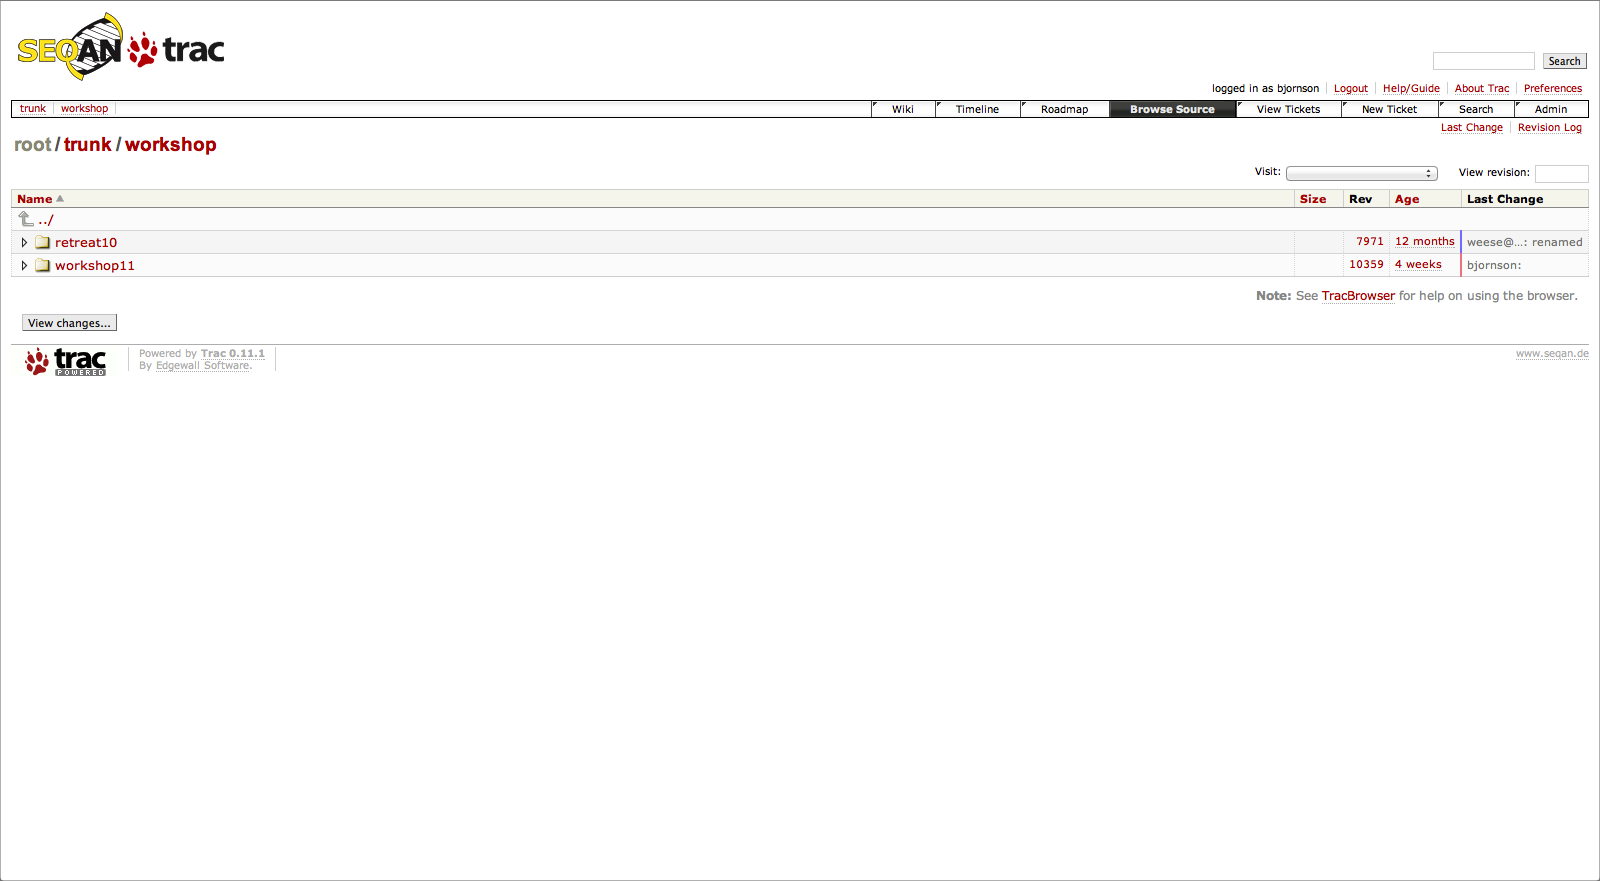 SEQAN trac
Search
logged in as bjornson Logout Help/Guide About Trac Preferences
trunk workshop Wiki Timeline Roadmap Browse Source View Tickets New Ticket Search Admin
Last Change Revision Log
root / trunk / workshop
Visit: View revision:
Name Size Rev Age Last Change
../
retreat10 7971 12 months weese@...: renamed
workshop11 10359 4 weeks bjornson:
Note: See TracBrowser for help on using the browser.
View changes...
trac POWERED
Powered by Trac 0.11.1
By Edgewall Software.
www.seqan.de